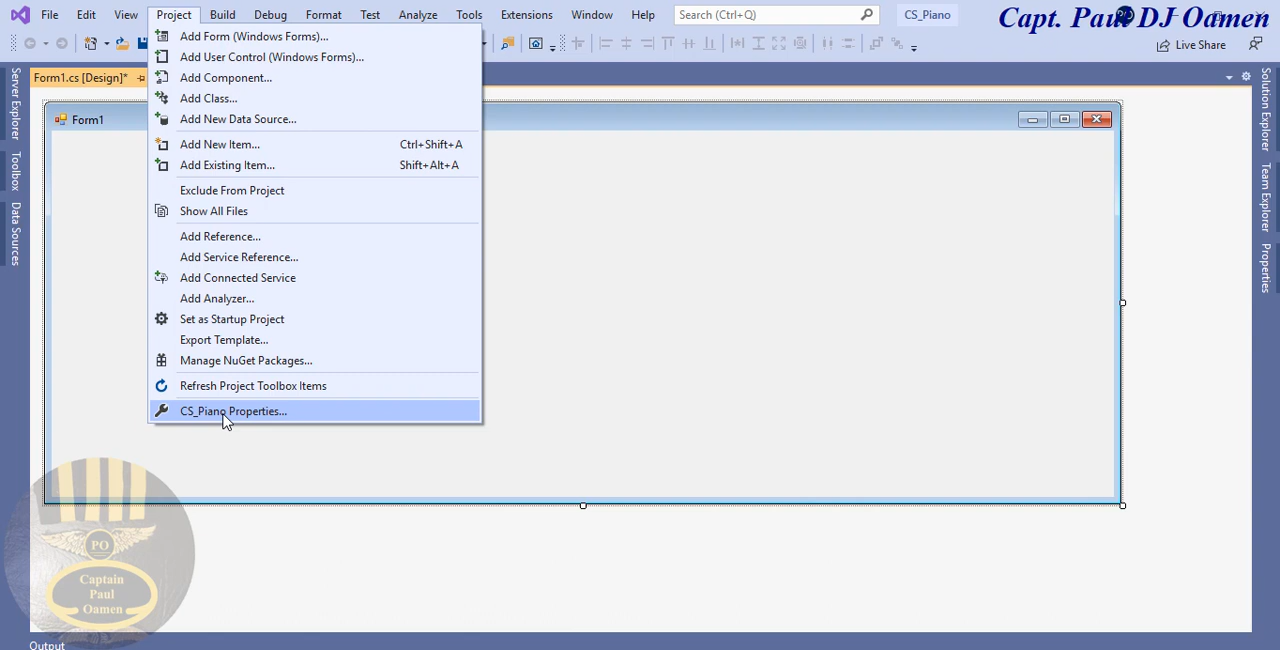 File Edit View Project Build Debug Format Test Analyze Tools Extensions Window Help Search (Ctrl+Q) CS_Piano
Capt. Paul DJ Oamen
Live Share
Form1.cs [Design]*
Add Form (Windows Forms)...
Add User Control (Windows Forms)...
Add Component...
Add Class...
Add New Data Source...
Add New Item... Ctrl+Shift+A
Add Existing Item... Shift+Alt+A
Exclude From Project
Show All Files
Add Reference...
Add Service Reference...
Add Connected Service
Add Analyzer...
Set as Startup Project
Export Template...
Manage NuGet Packages...
Refresh Project Toolbox Items
CS_Piano Properties...
Form1
Server Explorer
Toolbox
Data Sources
Solution Explorer
Team Explorer
Properties
PO
Captain
Paul
Oamen
Output